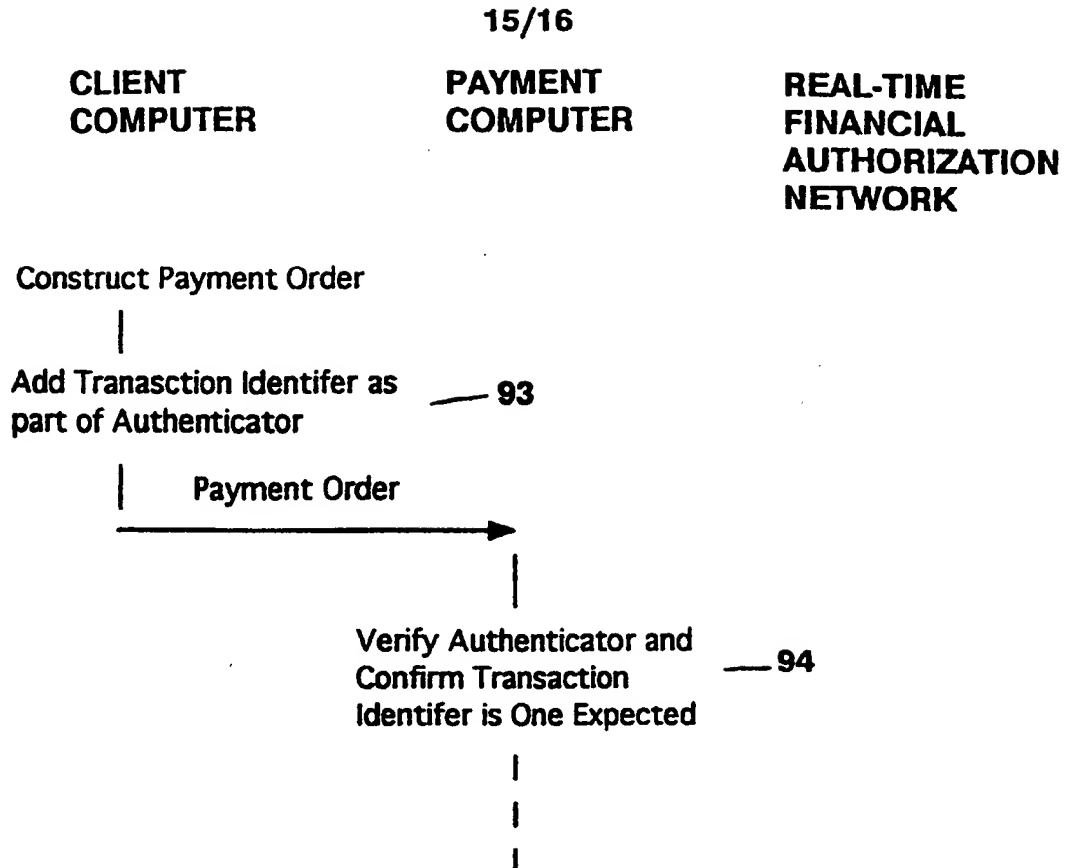 15/16
CLIENT
COMPUTER
PAYMENT
COMPUTER
REAL-TIME
FINANCIAL
AUTHORIZATION
NETWORK
Construct Payment Order
Add Tranasction Identifer as
part of Authenticator
93
Payment Order
Verify Authenticator and
Confirm Transaction
Identifer is One Expected
94